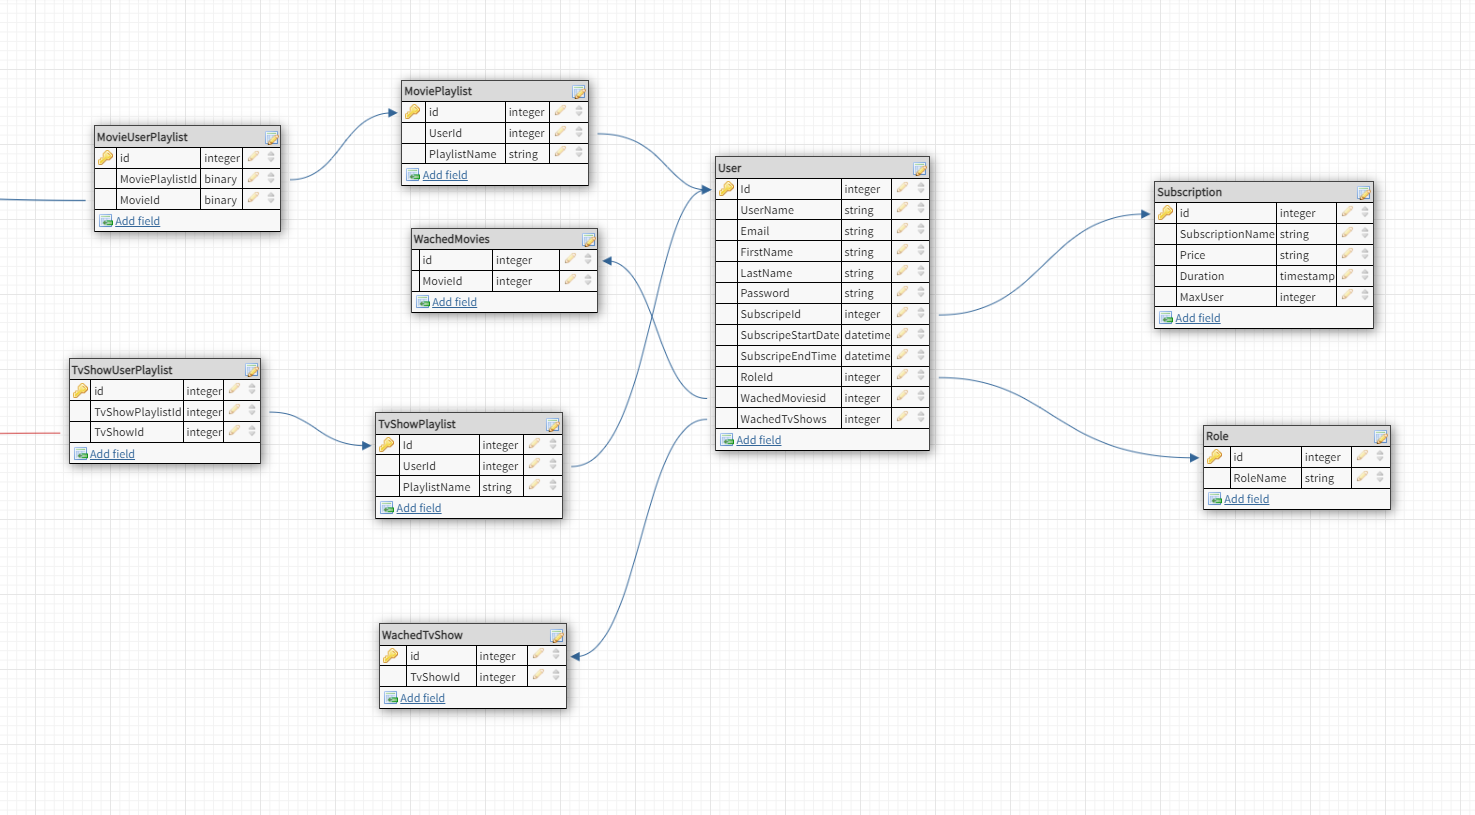 MoviePlaylist
id integer
UserId integer
PlaylistName string
Add field
MovieUserPlaylist
id integer
MoviePlaylistId binary
MovieId binary
Add field
User
Id integer
UserName string
Email string
FirstName string
LastName string
Password string
SubscripeId integer
SubscripeStartDate datetime
SubscripeEndTime datetime
RoleId integer
WachedMoviesid integer
WachedTvShows integer
Add field
Subscription
id integer
SubscriptionName string
Price string
Duration timestamp
MaxUser integer
Add field
WachedMovies
id integer
MovieId integer
Add field
TvShowUserPlaylist
id integer
TvShowPlaylistId integer
TvShowId integer
Add field
TvShowPlaylist
Id integer
UserId integer
PlaylistName string
Add field
Role
id integer
RoleName string
Add field
WachedTvShow
id integer
TvShowId integer
Add field